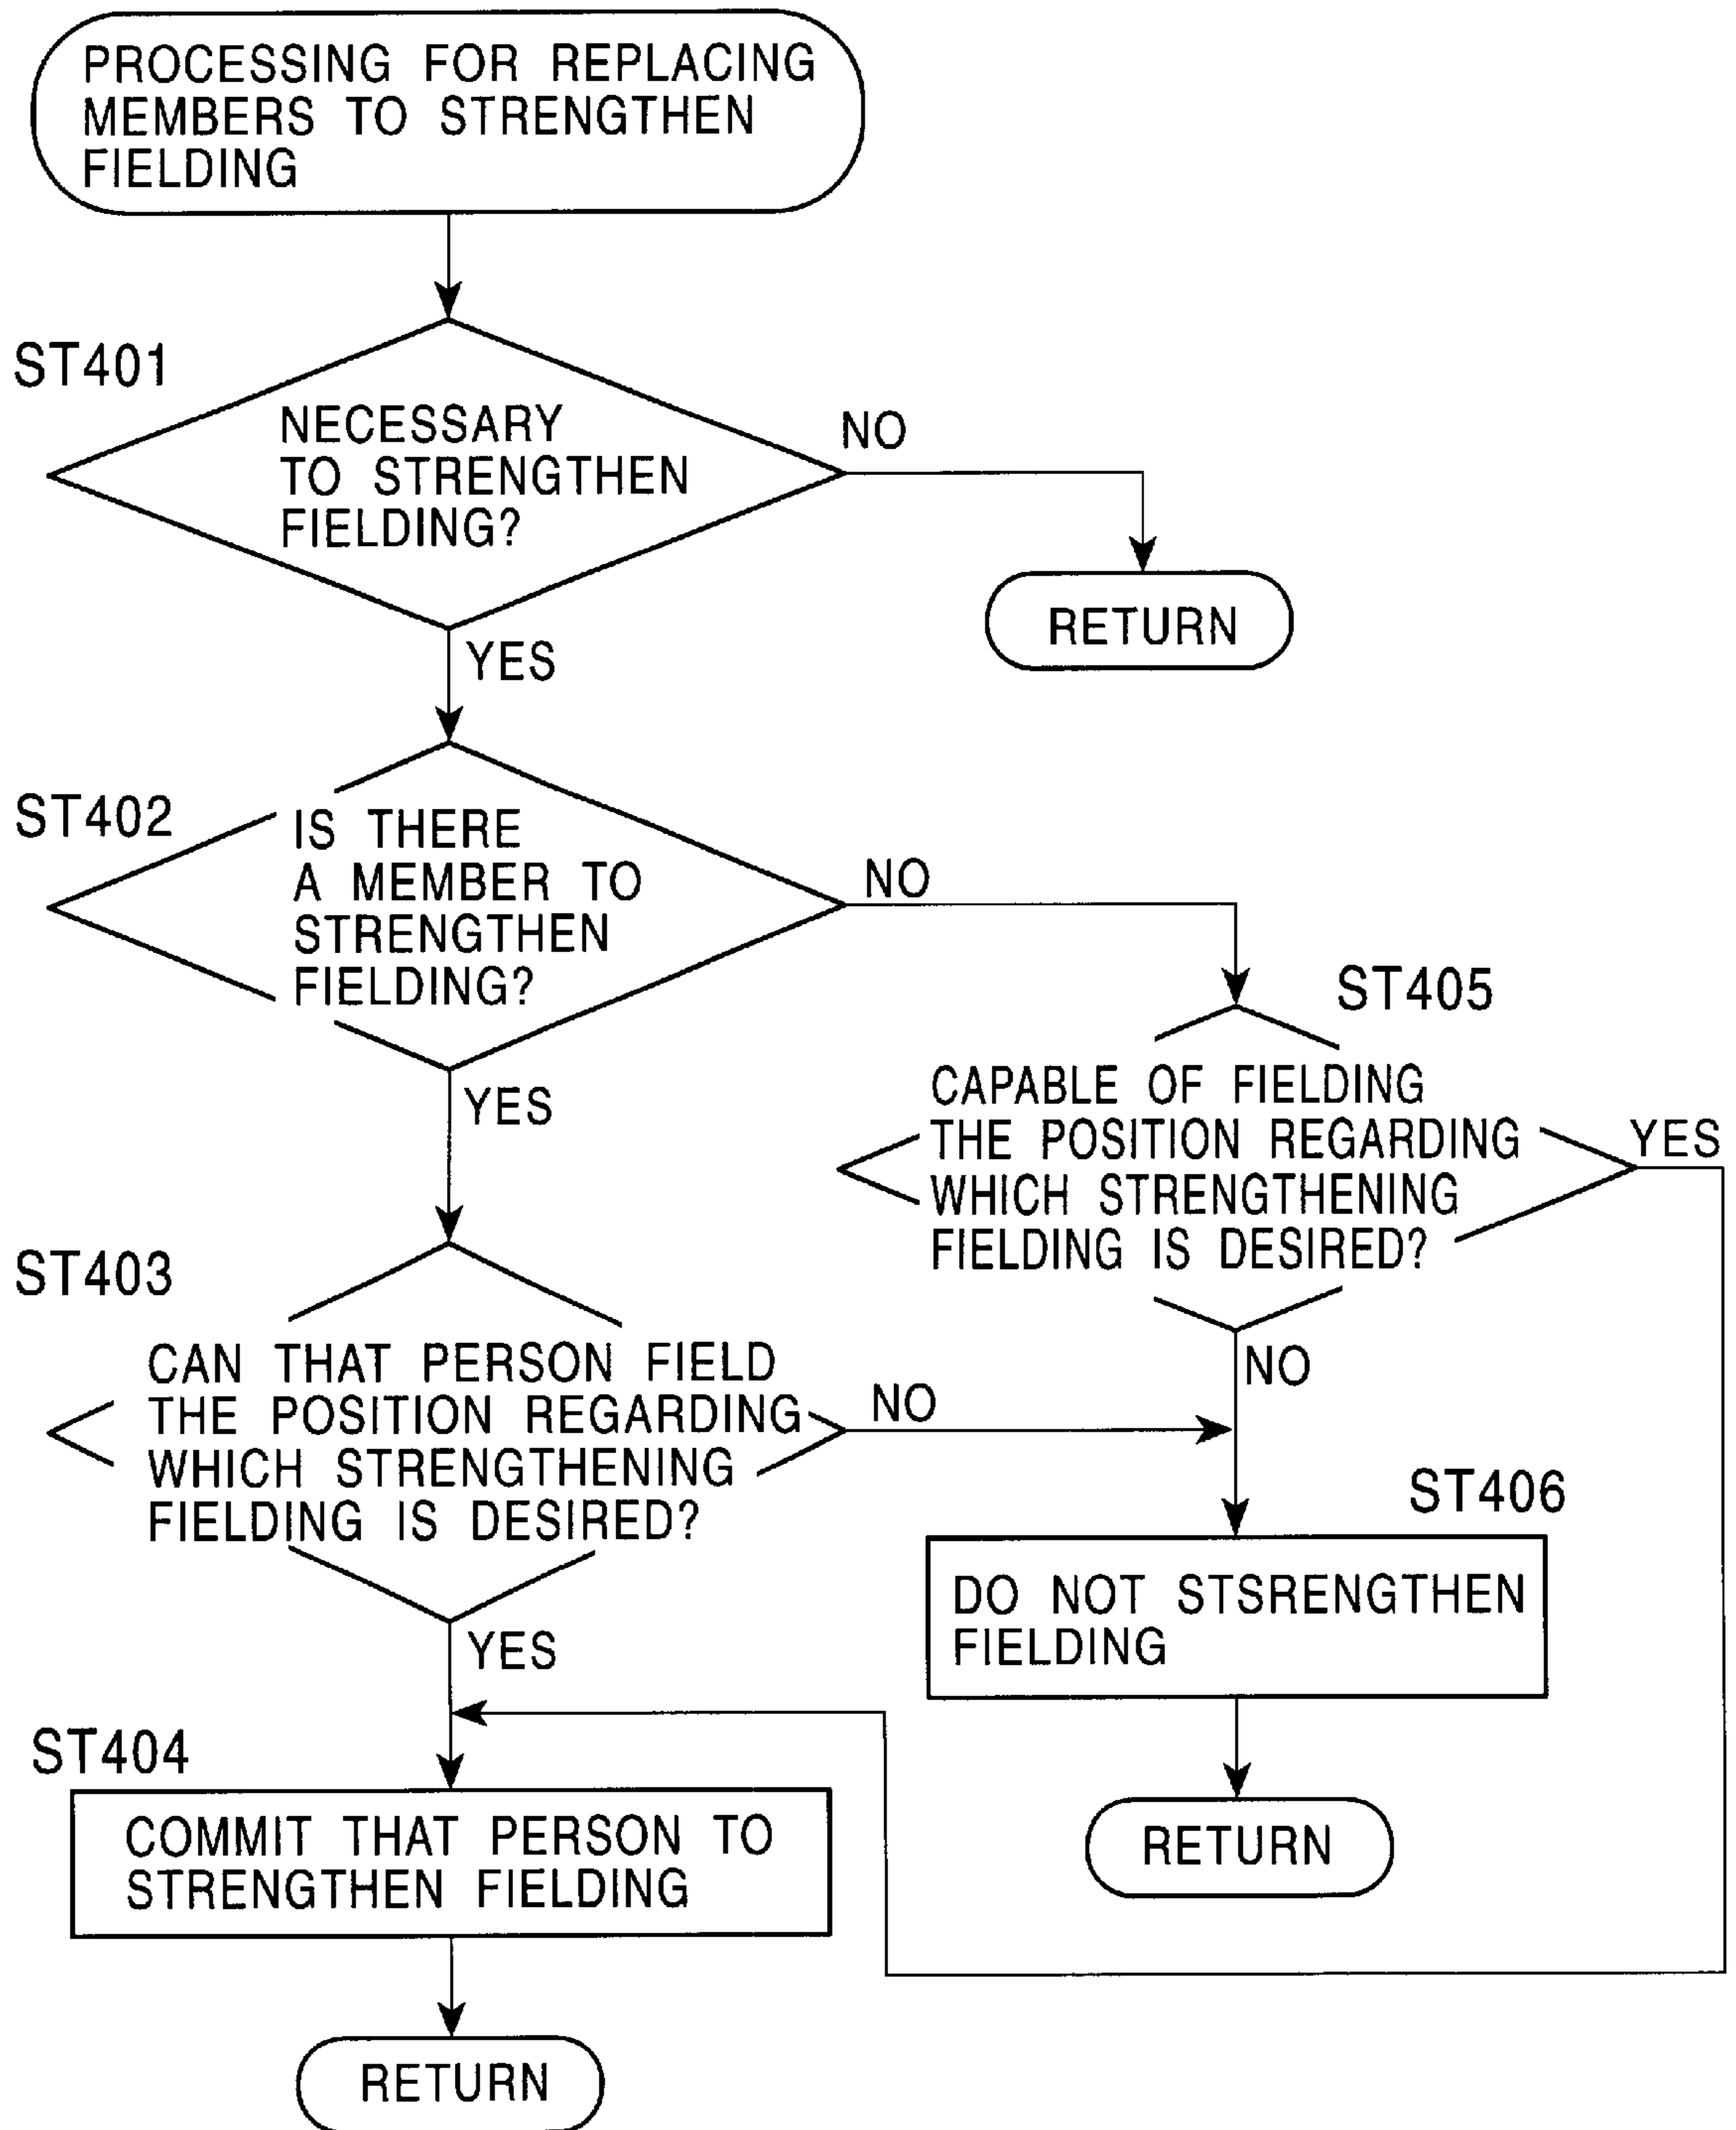 PROCESSING FOR REPLACING
MEMBERS TO STRENGTHEN
FIELDING
ST401
NECESSARY
TO STRENGTHEN
FIELDING?
NO
RETURN
YES
ST402
IS THERE
A MEMBER TO
STRENGTHEN
FIELDING?
NO
YES
ST405
CAPABLE OF FIELDING
THE POSITION REGARDING
WHICH STRENGTHENING
FIELDING IS DESIRED?
YES
NO
ST403
CAN THAT PERSON FIELD
THE POSITION REGARDING
WHICH STRENGTHENING
FIELDING IS DESIRED?
NO
YES
ST406
DO NOT STSRENGTHEN
FIELDING
RETURN
ST404
COMMIT THAT PERSON TO
STRENGTHEN FIELDING
RETURN